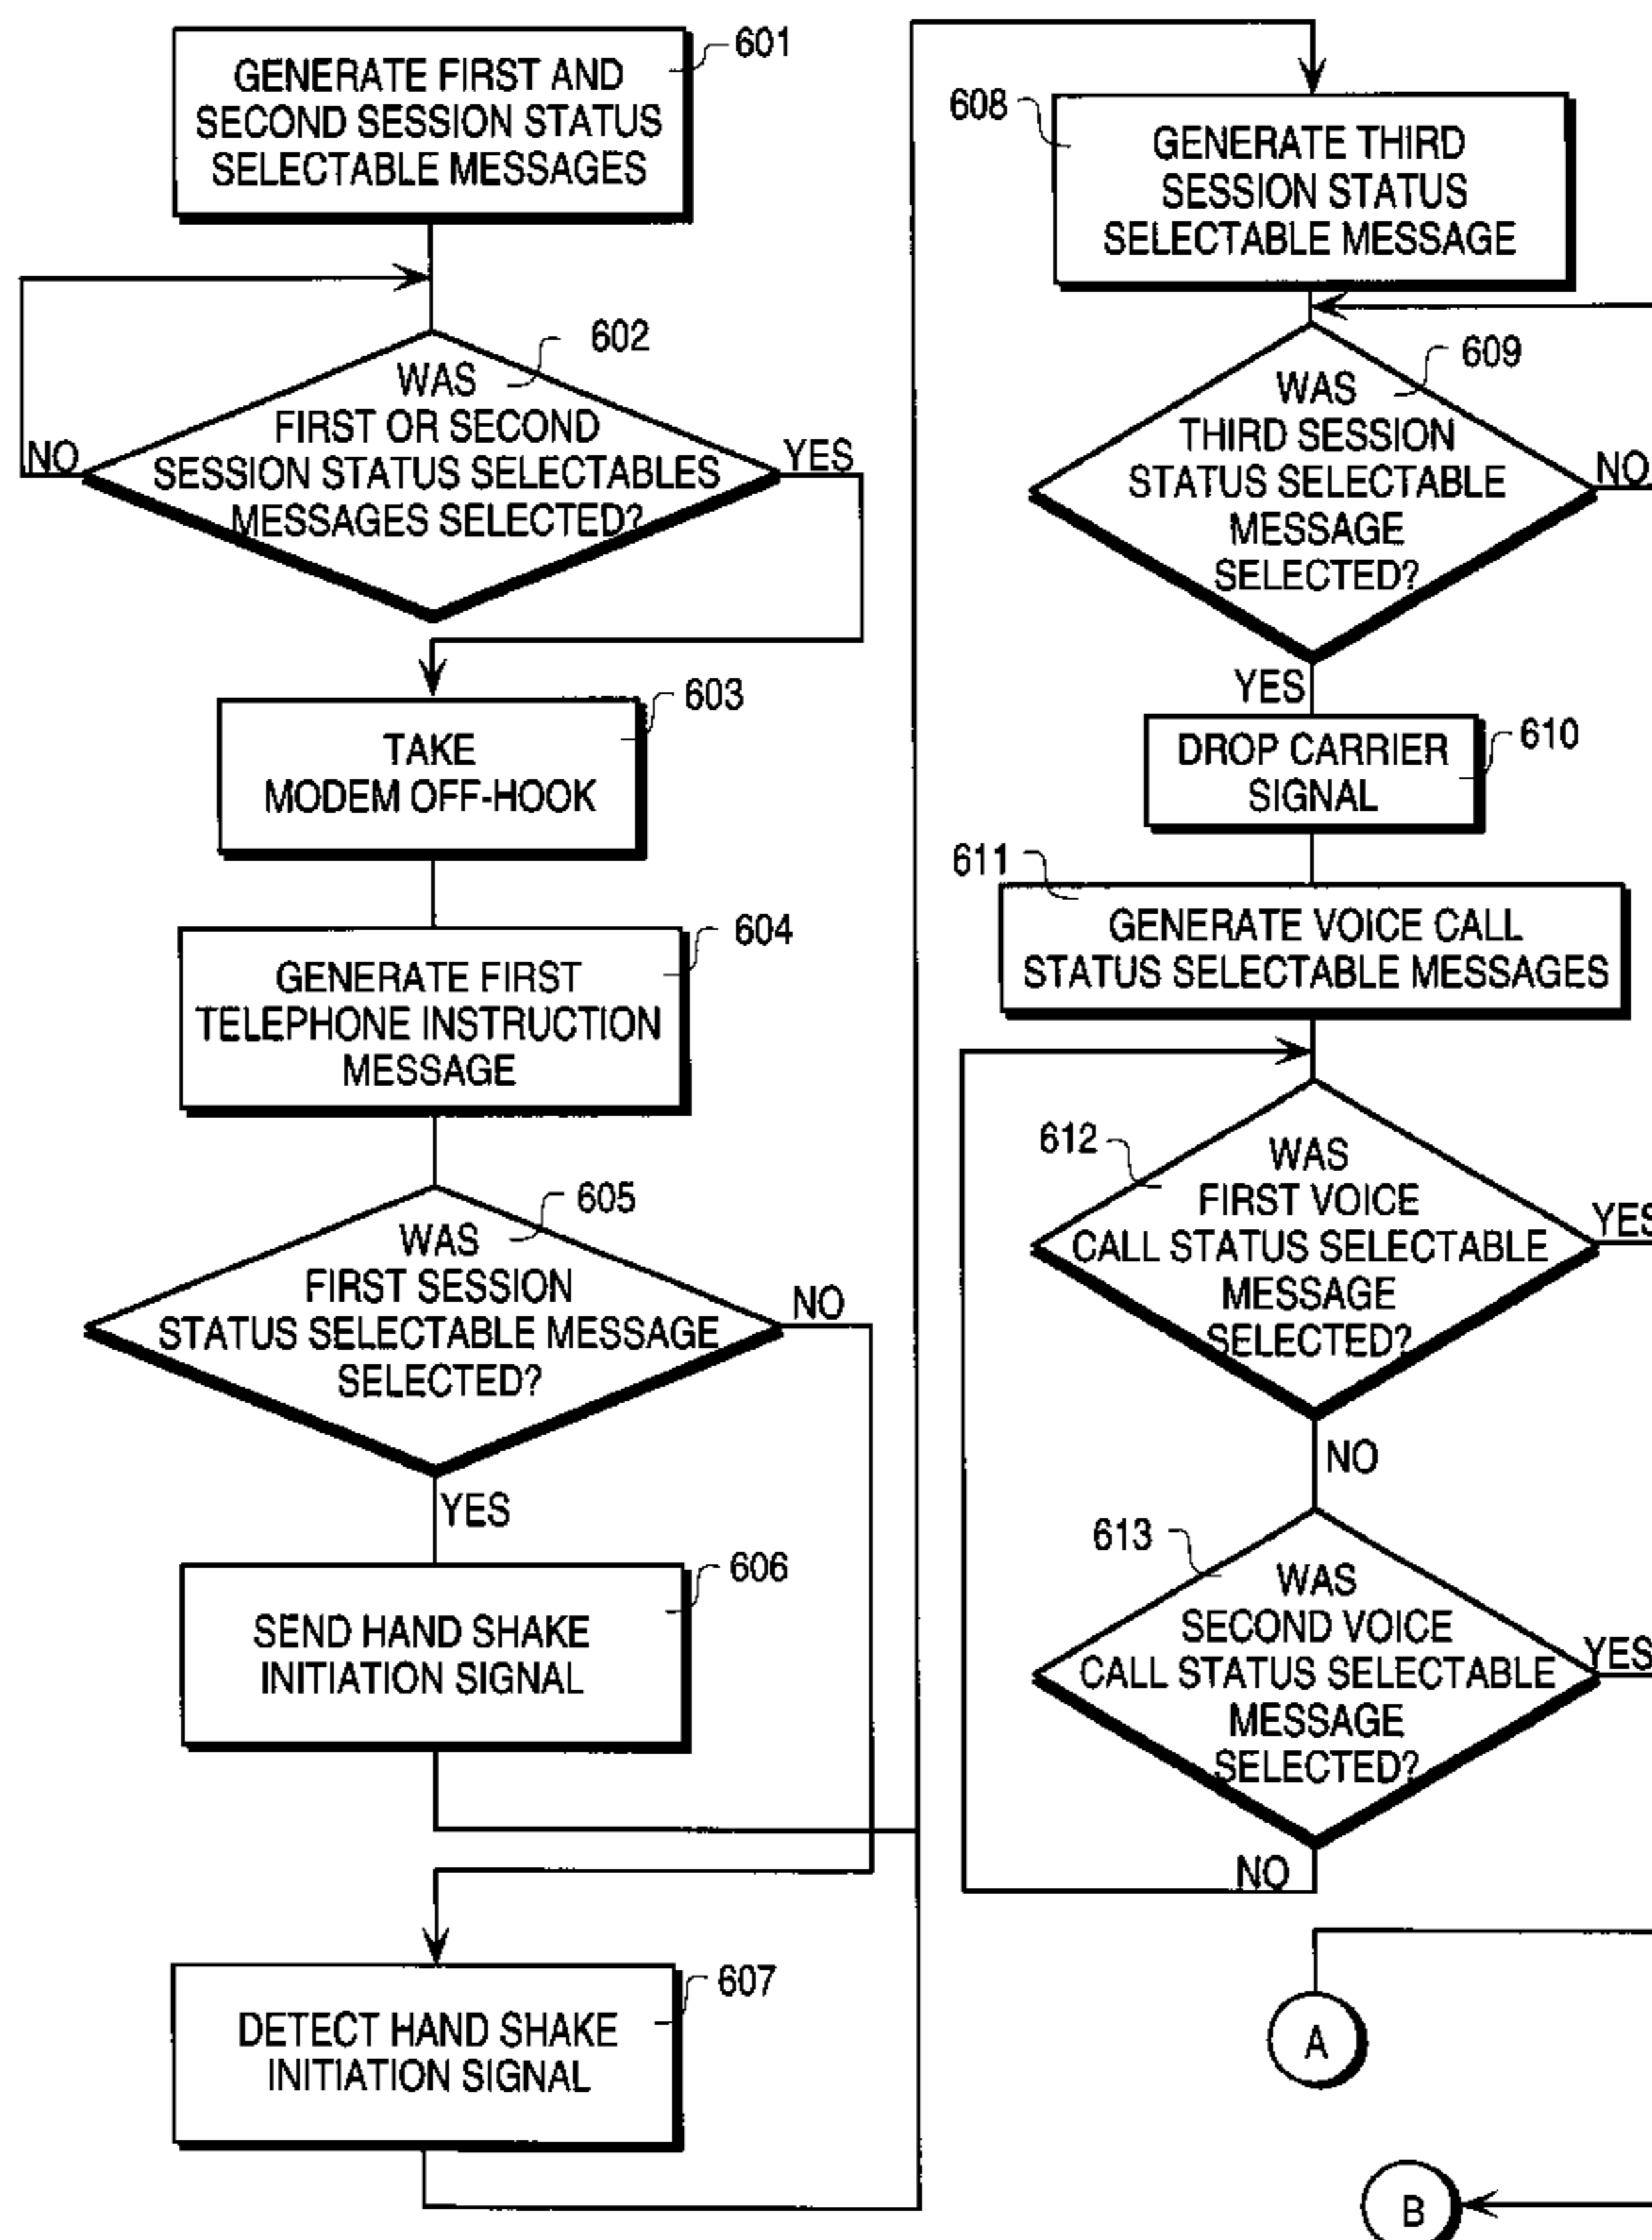 601
GENERATE FIRST AND
SECOND SESSION STATUS
SELECTABLE MESSAGES
602
WAS
FIRST OR SECOND
SESSION STATUS SELECTABLES
MESSAGES SELECTED?
NO
YES
603
TAKE
MODEM OFF-HOOK
604
GENERATE FIRST
TELEPHONE INSTRUCTION
MESSAGE
605
WAS
FIRST SESSION
STATUS SELECTABLE MESSAGE
SELECTED?
NO
YES
606
SEND HAND SHAKE
INITIATION SIGNAL
607
DETECT HAND SHAKE
INITIATION SIGNAL
608
GENERATE THIRD
SESSION STATUS
SELECTABLE MESSAGE
609
WAS
THIRD SESSION
STATUS SELECTABLE
MESSAGE
SELECTED?
NO
YES
610
DROP CARRIER
SIGNAL
611
GENERATE VOICE CALL
STATUS SELECTABLE MESSAGES
612
WAS
FIRST VOICE
CALL STATUS SELECTABLE
MESSAGE
SELECTED?
YES
NO
613
WAS
SECOND VOICE
CALL STATUS SELECTABLE
MESSAGE
SELECTED?
YES
NO
A
B